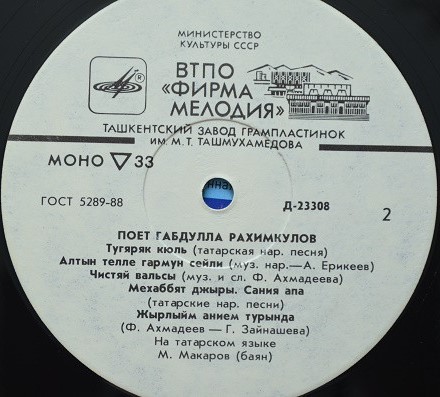 МИНИСТЕРСТВО
КУЛЬТУРЫ СССР
ВТПО
«ФИРМА
МЕЛОДИЯ»
ТАШКЕНТСКИЙ ЗАВОД ГРАМПЛАСТИНОК
ИМ. М. Т. ТАШМУХАМЕДОВА
МОНО 33
ГОСТ 5289-88
Д-23308
2
ПОЕТ ГАБДУЛЛА РАХИМКУЛОВ
Тугяряк кюль (татарская нар. песня)
Алтын телле гармун сейли (муз. нар.—А. Ерикеев)
Чистяй вальсы (муз. и сл. Ф. Ахмадеева)
Мехаббят джыры. Сания апа
(татарские нар. песни)
Жырлыйм анием турында
(Ф. Ахмадеев — Г. Зайнашева)
На татарском языке
М. Макаров (баян)